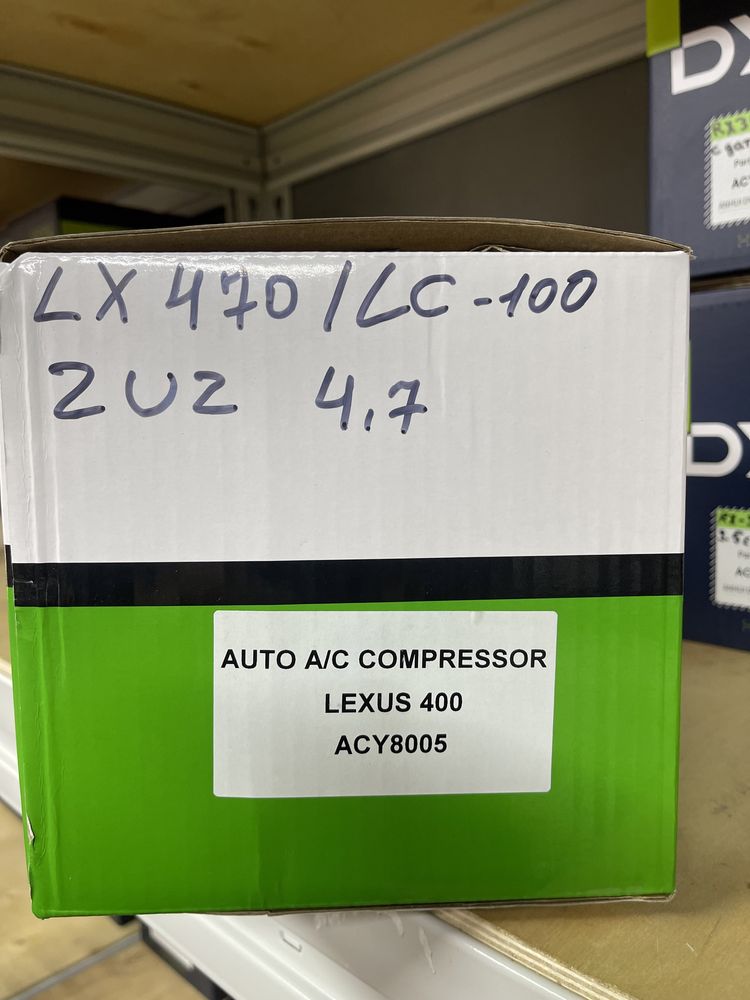 LX 470 / LC-100
2UZ 4,7
AUTO A/C COMPRESSOR
LEXUS 400
ACY8005